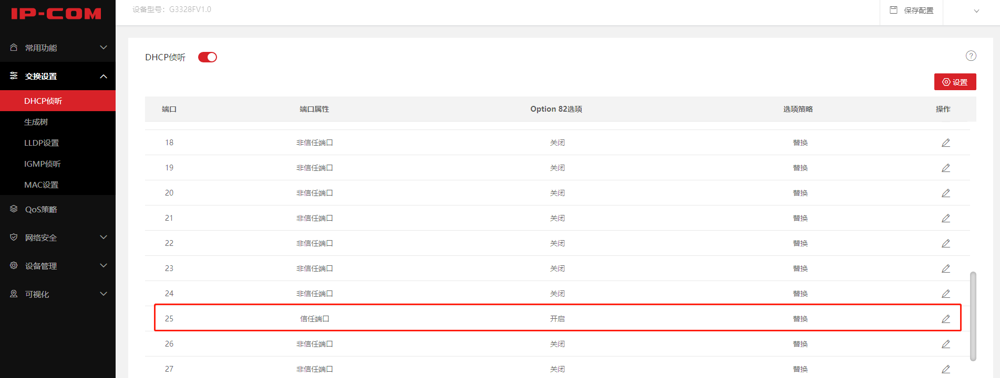 IP-COM
设备型号：G3328FV1.0
保存配置
常用功能
交换设置
DHCP侦听
生成树
LLDP设置
IGMP侦听
MAC设置
QoS策略
网络安全
设备管理
可视化
DHCP侦听
?
设置
端口 端口属性 Option 82选项 选项策略 操作
18 非信任端口 关闭 替换
19 非信任端口 关闭 替换
20 非信任端口 关闭 替换
21 非信任端口 关闭 替换
22 非信任端口 关闭 替换
23 非信任端口 关闭 替换
24 非信任端口 关闭 替换
25 信任端口 开启 替换
26 非信任端口 关闭 替换
27 非信任端口 关闭 替换